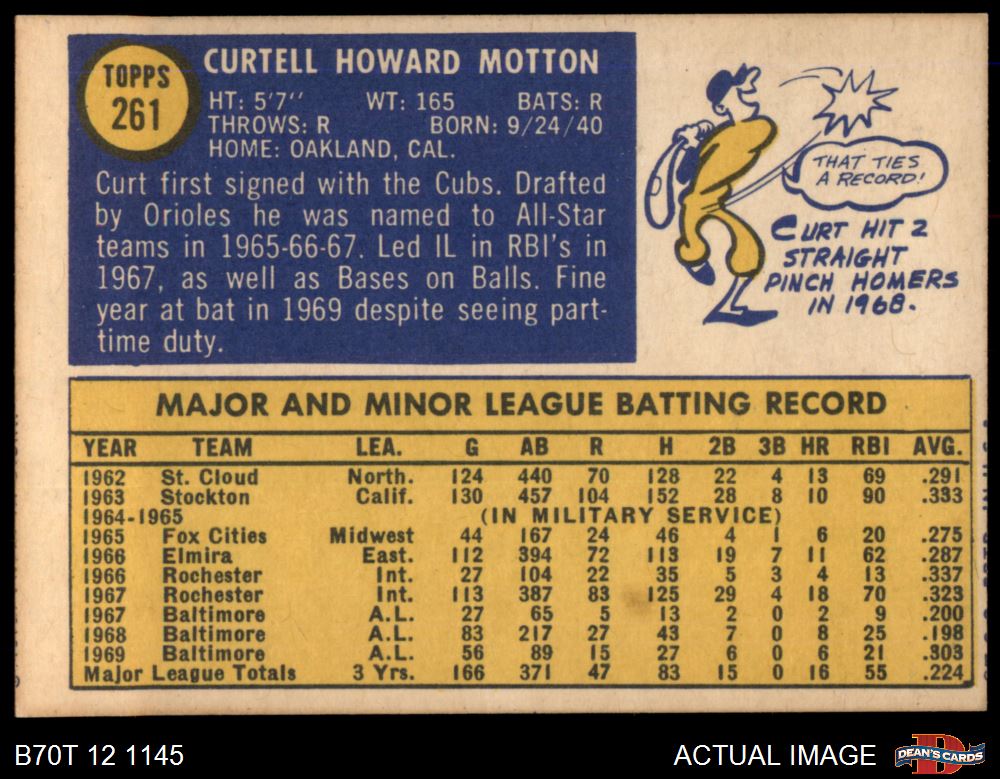 TOPPS
261
CURTELL HOWARD MOTTON
HT: 5'7'' WT: 165 BATS: R
THROWS: R BORN: 9/24/40
HOME: OAKLAND, CAL.
Curt first signed with the Cubs. Drafted
by Orioles he was named to All-Star
teams in 1965-66-67. Led IL in RBI's in
1967, as well as Bases on Balls. Fine
year at bat in 1969 despite seeing part-
time duty.
THAT TIES
A RECORD!
CURT HIT 2
STRAIGHT
PINCH HOMERS
IN 1968.
MAJOR AND MINOR LEAGUE BATTING RECORD
YEAR TEAM LEA. G AB R H 2B 3B HR RBI AVG.
1962 St. Cloud North. 124 440 70 128 22 4 13 69 .291
1963 Stockton Calif. 130 457 104 152 28 8 10 90 .333
1964-1965 (IN MILITARY SERVICE)
1965 Fox Cities Midwest 44 167 24 46 4 1 6 20 .275
1966 Elmira East. 112 394 72 113 19 7 11 62 .287
1966 Rochester Int. 27 104 22 35 5 3 4 13 .337
1967 Rochester Int. 113 387 83 125 29 4 18 70 .323
1967 Baltimore A.L. 27 65 5 13 2 0 2 9 .200
1968 Baltimore A.L. 83 217 27 43 7 0 8 25 .198
1969 Baltimore A.L. 56 89 15 27 6 0 6 21 .303
Major League Totals 3 Yrs. 166 371 47 83 15 0 16 55 .224
B70T 12 1145
ACTUAL IMAGE
DEAN'S CARDS